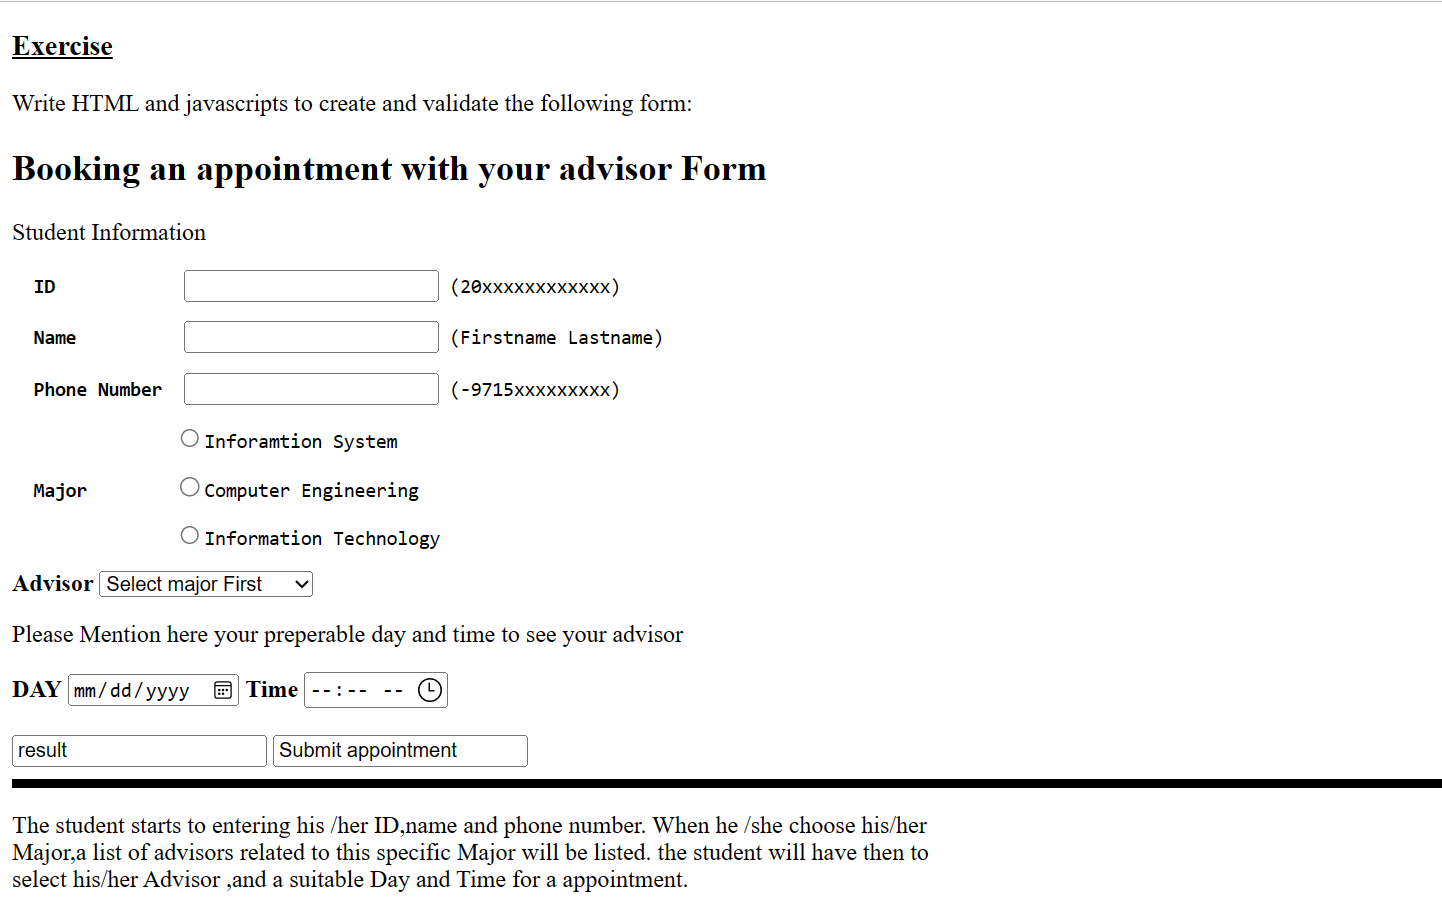 Exercise
Write HTML and javascripts to create and validate the following form:
Booking an appointment with your advisor Form
Student Information
ID (20xxxxxxxxxxxx)
Name (Firstname Lastname)
Phone Number (-9715xxxxxxxxx)
Inforamtion System
Major Computer Engineering
Information Technology
Advisor Select major First
Please Mention here your preperable day and time to see your advisor
DAY mm/dd/yyyy Time --:-- --
result Submit appointment
The student starts to entering his /her ID,name and phone number. When he /she choose his/her
Major,a list of advisors related to this specific Major will be listed. the student will have then to
select his/her Advisor ,and a suitable Day and Time for a appointment.